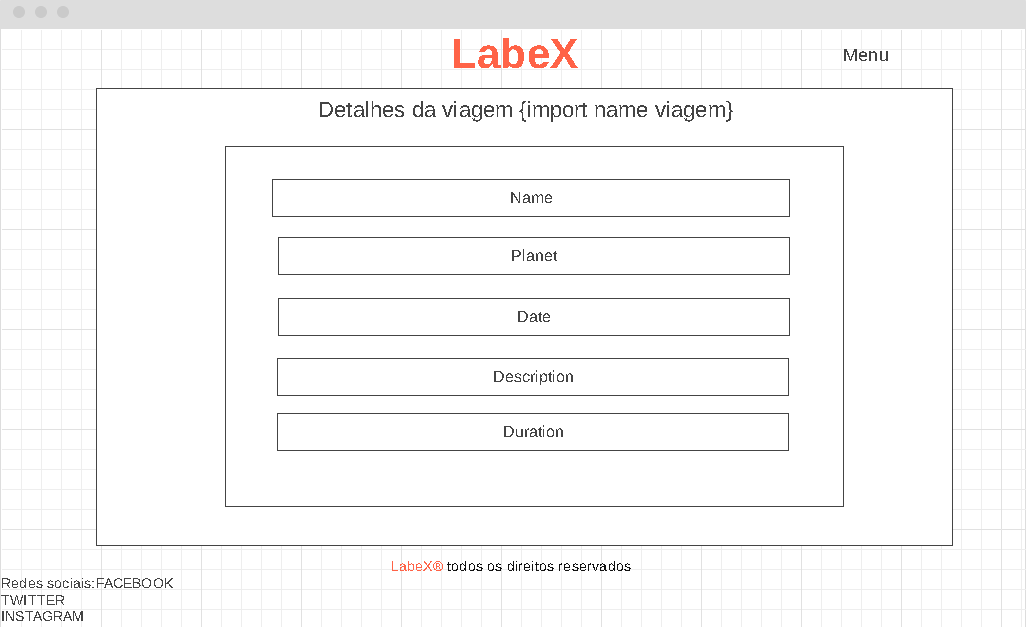 LabeX
Menu
Detalhes da viagem {import name viagem}
Name
Planet
Date
Description
Duration
LabeX® todos os direitos reservados
Redes sociais:FACEBOOK
TWITTER
INSTAGRAM